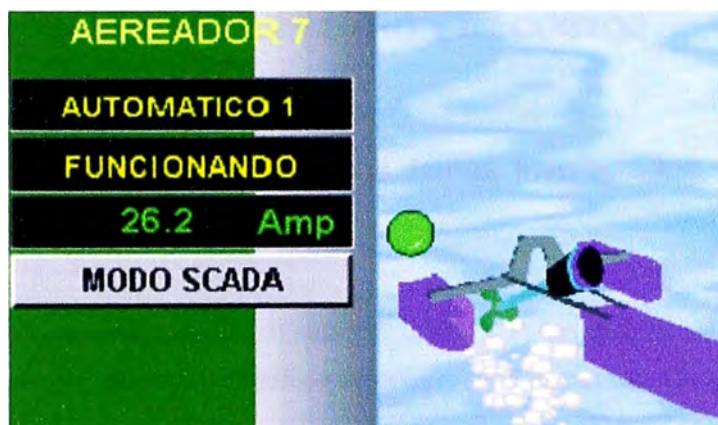 AEREADOR 7
AUTOMATICO 1
FUNCIONANDO
26.2 Amp
MODO SCADA